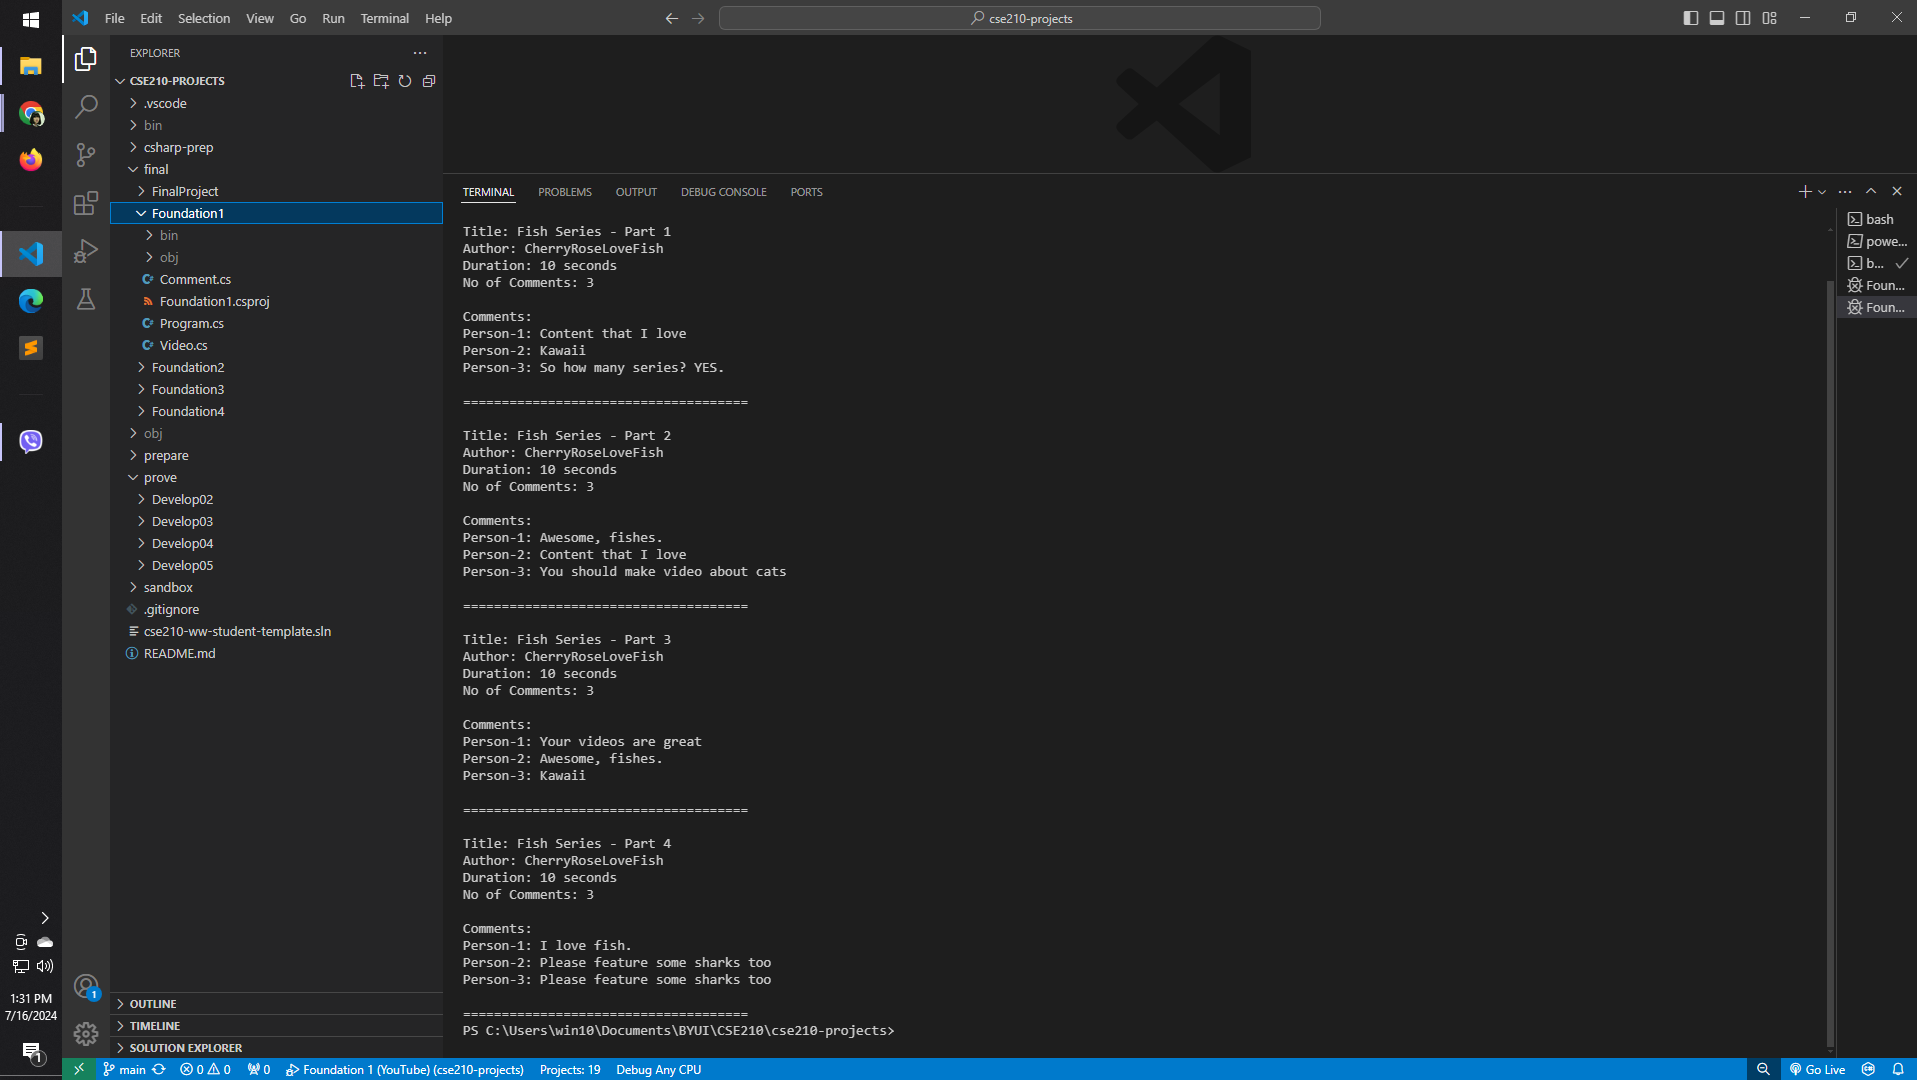 File Edit Selection View Go Run Terminal Help
cse210-projects
EXPLORER
CSE210-PROJECTS
.vscode
bin
csharp-prep
final
FinalProject
Foundation1
bin
obj
Comment.cs
Foundation1.csproj
Program.cs
Video.cs
Foundation2
Foundation3
Foundation4
obj
prepare
prove
Develop02
Develop03
Develop04
Develop05
sandbox
.gitignore
cse210-ww-student-template.sln
README.md
OUTLINE
TIMELINE
SOLUTION EXPLORER
TERMINAL PROBLEMS OUTPUT DEBUG CONSOLE PORTS
Title: Fish Series - Part 1
Author: CherryRoseLoveFish
Duration: 10 seconds
No of Comments: 3
Comments:
Person-1: Content that I love
Person-2: Kawaii
Person-3: So how many series? YES.
=====================================
Title: Fish Series - Part 2
Author: CherryRoseLoveFish
Duration: 10 seconds
No of Comments: 3
Comments:
Person-1: Awesome, fishes.
Person-2: Content that I love
Person-3: You should make video about cats
=====================================
Title: Fish Series - Part 3
Author: CherryRoseLoveFish
Duration: 10 seconds
No of Comments: 3
Comments:
Person-1: Your videos are great
Person-2: Awesome, fishes.
Person-3: Kawaii
=====================================
Title: Fish Series - Part 4
Author: CherryRoseLoveFish
Duration: 10 seconds
No of Comments: 3
Comments:
Person-1: I love fish.
Person-2: Please feature some sharks too
Person-3: Please feature some sharks too
=====================================
PS C:\Users\win10\Documents\BYUI\CSE210\cse210-projects>
bash
powe...
b...
Foun...
Foun...
1:31 PM
7/16/2024
1
1
main 0 0 0 Foundation 1 (YouTube) (cse210-projects) Projects: 19 Debug Any CPU Go Live